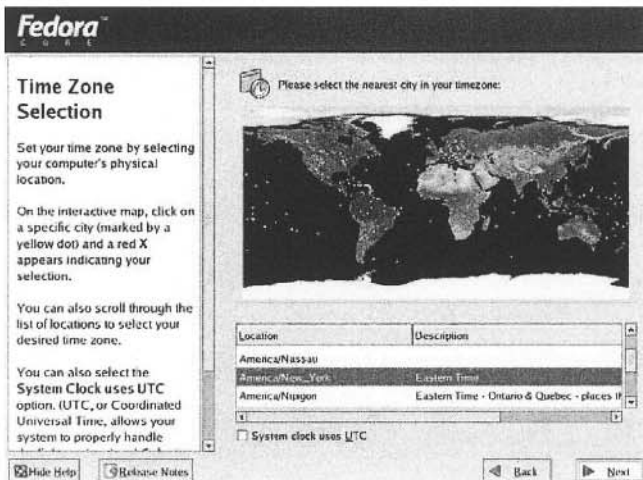 Fedora™
C O R E
Time Zone
Selection
Set your time zone by selecting
your computer's physical
location.
On the interactive map, click on
a specific city (marked by a
yellow dot) and a red X
appears indicating your
selection.
You can also scroll through the
list of locations to select your
desired time zone.
You can also select the
System Clock uses UTC
option. (UTC, or Coordinated
Universal Time, allows your
system to properly handle
Please select the nearest city in your timezone:
Location Description
America/Nassau
America/New_York Eastern Time
America/Nipigon Eastern Time - Ontario & Quebec - places th
System clock uses UTC
Hide Help Release Notes Back Next